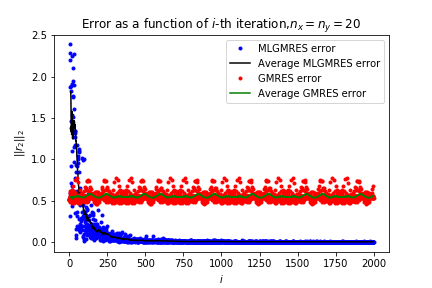 Error as a function of i-th iteration,n_x = n_y = 20
MLGMRES error
Average MLGMRES error
GMRES error
Average GMRES error
||r_2||_2
2.5
2.0
1.5
1.0
0.5
0.0
0 250 500 750 1000 1250 1500 1750 2000
i